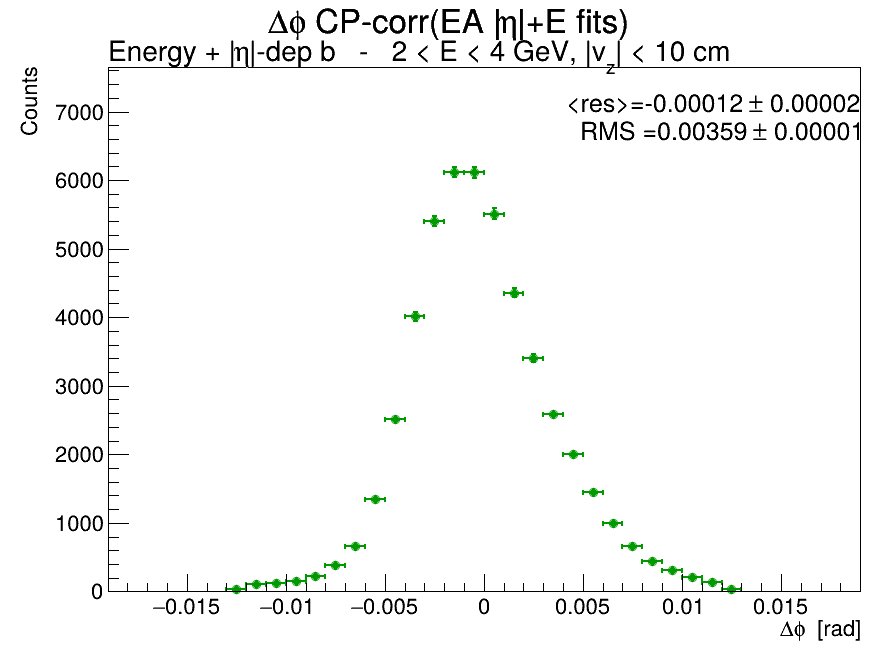 Δϕ CP-corr(EA |η|+E fits)
Energy + |η|-dep b - 2 < E < 4 GeV, |v_z| < 10 cm
<res>=-0.00012 ± 0.00002
RMS =0.00359 ± 0.00001
Counts
7000
6000
5000
4000
3000
2000
1000
0
−0.015 −0.01 −0.005 0 0.005 0.01 0.015
Δϕ [rad]